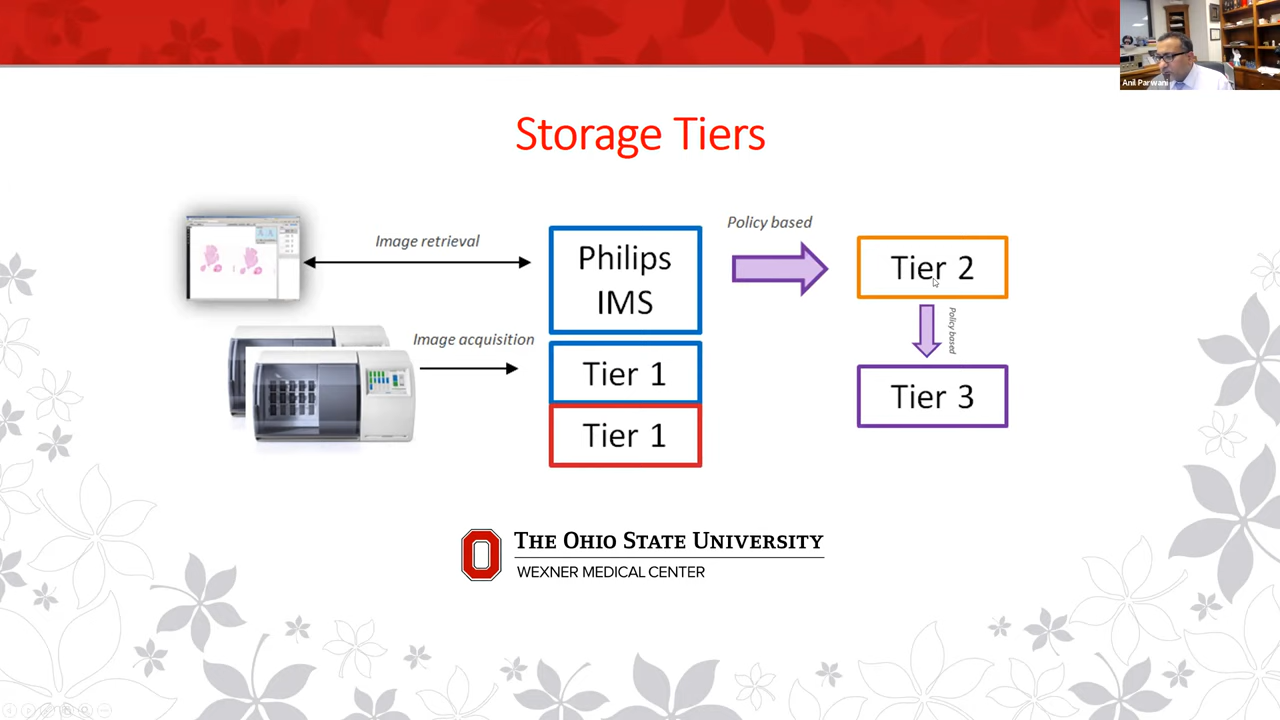 Anil Parwani
Storage Tiers
Image retrieval
Philips
IMS
Policy based
Tier 2
Image acquisition
Tier 1
Tier 1
Policy based
Tier 3
THE OHIO STATE UNIVERSITY
WEXNER MEDICAL CENTER